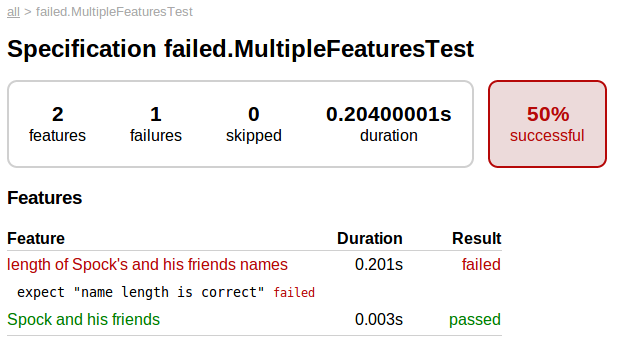 all > failed.MultipleFeaturesTest
Specification failed.MultipleFeaturesTest
2 1 0 0.20400001s 50%
features failures skipped duration successful
Features
Feature Duration Result
length of Spock's and his friends names 0.201s failed
expect "name length is correct" failed
Spock and his friends 0.003s passed